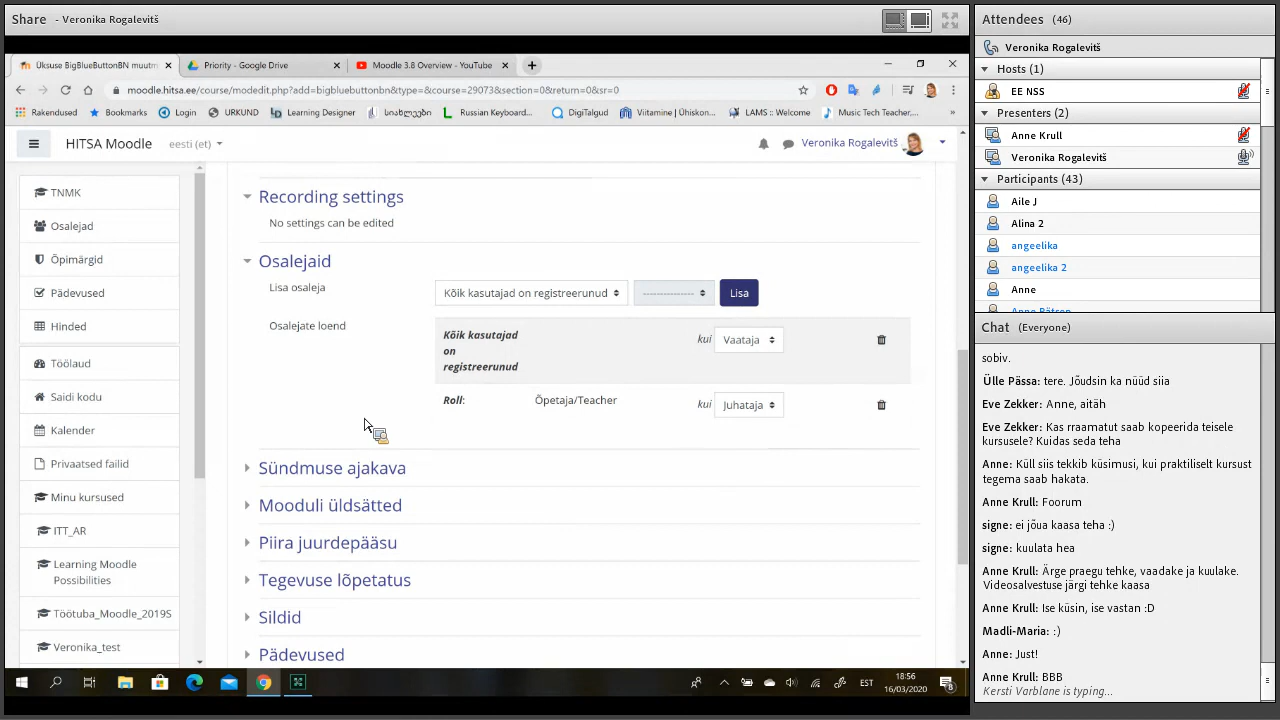 Share - Veronika Rogalevitš
Üksuse BigBlueButtonBN muutm
Priority - Google Drive
Moodle 3.8 Overview - YouTube
moodle.hitsa.ee/course/modedit.php?add=bigbluebuttonbn&type=&course=29073&section=0&return=0&sr=0
Rakendused
Ajakoodid
Login
Learning Designer
სახელები
Russian Keyboard...
DigiTalgud
Viitamine / Ühiskon...
LAMS :: Welcome
Music Tech Teacher,...
HITSA Moodle
eesti (et)
Veronika Rogalevitš
TNMK
Osalejad
Õpimärgid
Pädevused
Hinded
Töölaud
Saidi kodu
Kalender
Privaatsed failid
Minu kursused
ITT_AR
Learning Moodle
Possibilities
Töötuba_Moodle_2019S
Veronika_test
Recording settings
No settings can be edited
Osalejaid
Lisa osaleja
Kõik kasutajad on registreerunud
---------------
Lisa
Osalejate loend
Kõik kasutajad
on
registreerunud
kui
Vaataja
Roll:
Õpetaja/Teacher
kui
Juhataja
Sündmuse ajakava
Mooduli üldsätted
Piira juurdepääsu
Tegevuse lõpetatus
Sildid
Pädevused
EST
18:56
16/03/2020
8
Attendees (46)
Veronika Rogalevitš
Hosts (1)
EE NSS
Presenters (2)
Anne Krull
Veronika Rogalevitš
Participants (43)
Aile J
Alina 2
angeelika
angeelika 2
Anne
Anne Rätsep
Chat (Everyone)
sobiv.
Ülle Pässa: tere. Jõudsin ka nüüd siia
Eve Zekker: Anne, aitäh
Eve Zekker: Kas rraamatut saab kopeerida teisele
kursusele? Kuidas seda teha
Anne: Küll siis tekkib küsimusi, kui praktiliselt kursust
tegema saab hakata.
Anne Krull: Foorum
signe: ei jõua kaasa teha :)
signe: kuulata hea
Anne Krull: Ärge praegu tehke, vaadake ja kuulake.
Videosalvestuse järgi tehke kaasa
Anne Krull: Ise küsin, ise vastan :D
Madli-Maria: :)
Anne: Just!
Anne Krull: BBB
Kersti Varblane is typing...